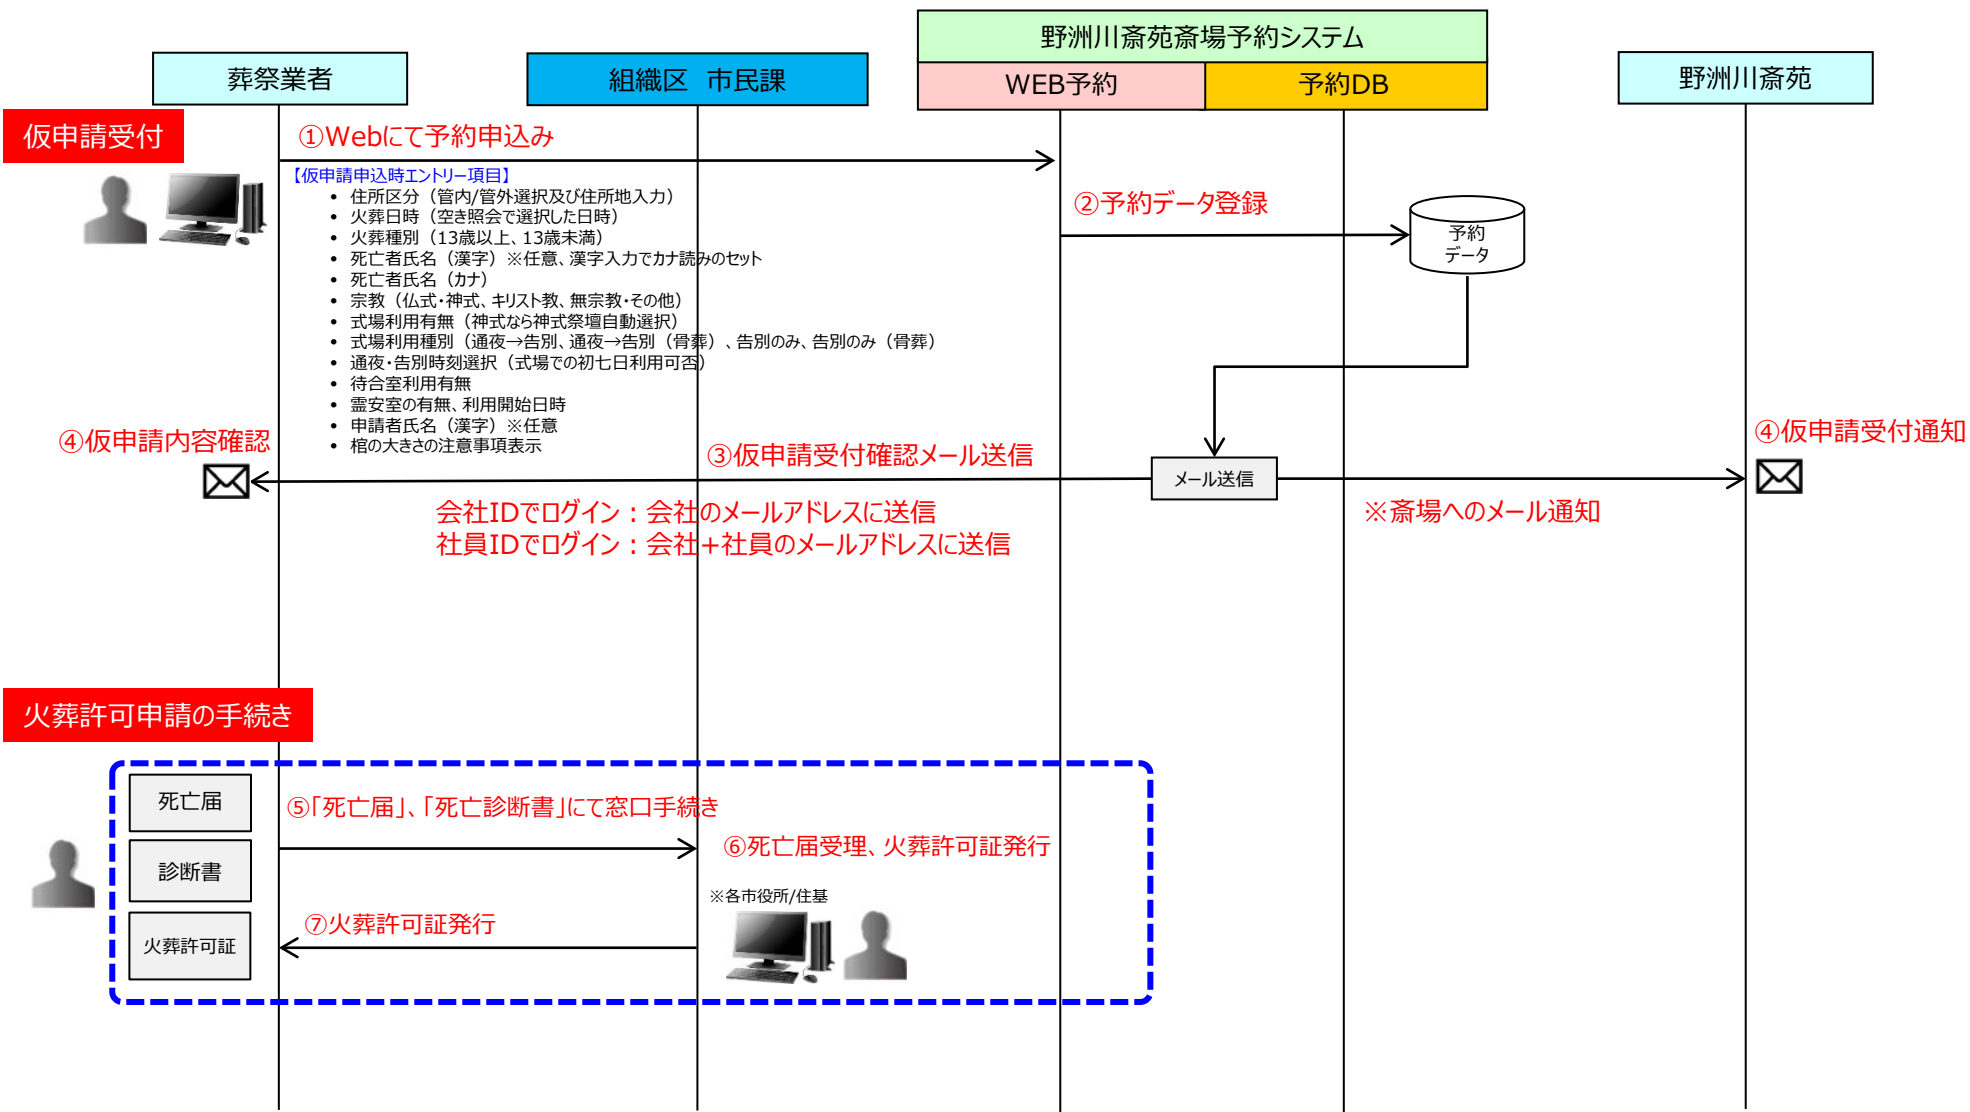 野洲川斎苑斎場予約システム
葬祭業者
組織区 市民課
WEB予約
予約DB
野洲川斎苑
仮申請受付
①Webにて予約申込み
【仮申請申込時エントリー項目】
• 住所区分（管内/管外選択及び住所地入力）
• 火葬日時（空き照会で選択した日時）
• 火葬種別（13歳以上、13歳未満）
• 死亡者氏名（漢字）※任意、漢字入力でカナ読みのセット
• 死亡者氏名（カナ）
• 宗教（仏式・神式、キリスト教、無宗教・その他）
• 式場利用有無（神式なら神式祭壇自動選択）
• 式場利用種別（通夜→告別、通夜→告別（骨葬）、告別のみ、告別のみ（骨葬）
• 通夜・告別時刻選択（式場での初七日利用可否）
• 待合室利用有無
• 霊安室の有無、利用開始日時
• 申請者氏名（漢字）※任意
• 棺の大きさの注意事項表示
②予約データ登録
予約
データ
④仮申請内容確認
③仮申請受付確認メール送信
メール送信
④仮申請受付通知
※斎場へのメール通知
会社IDでログイン：会社のメールアドレスに送信
社員IDでログイン：会社+社員のメールアドレスに送信
火葬許可申請の手続き
死亡届
⑤「死亡届」、「死亡診断書」にて窓口手続き
⑥死亡届受理、火葬許可証発行
診断書
※各市役所/住基
⑦火葬許可証発行
火葬許可証